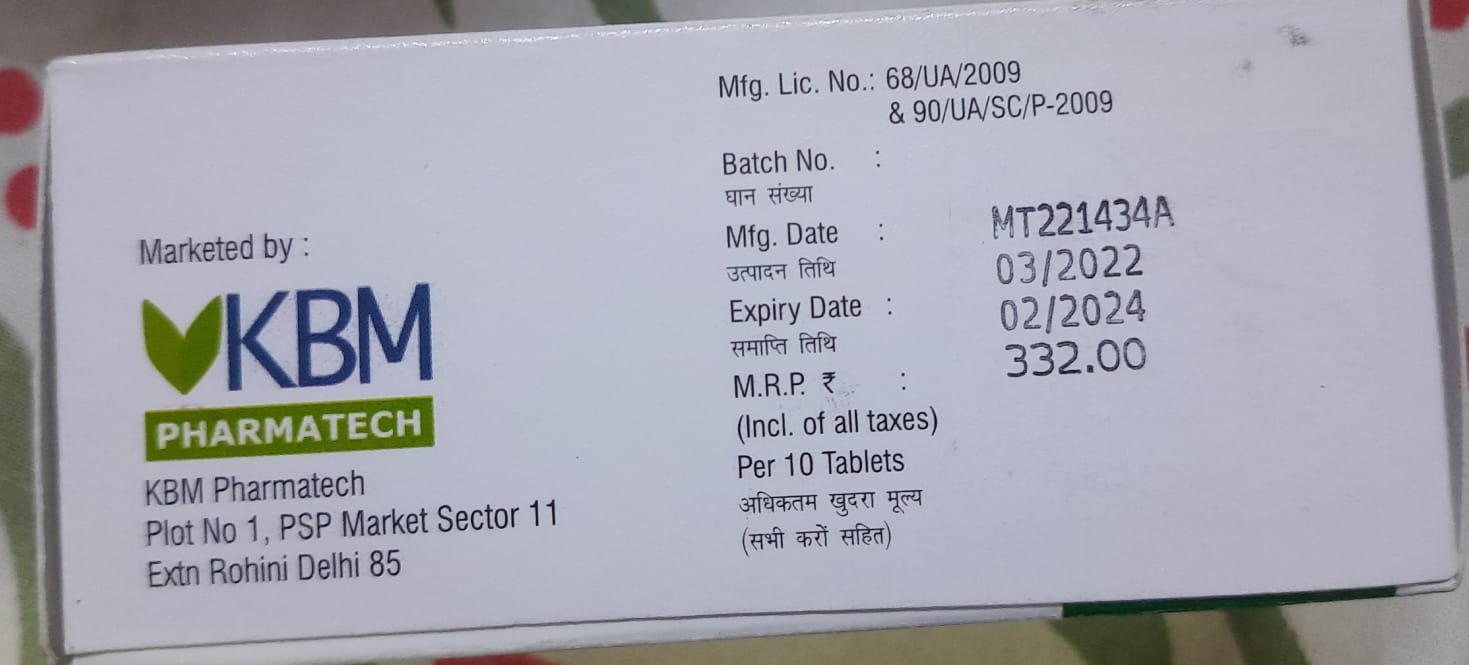 Marketed by :
KBM
PHARMATECH
KBM Pharmatech
Plot No 1, PSP Market Sector 11
Extn Rohini Delhi 85
Mfg. Lic. No.: 68/UA/2009
& 90/UA/SC/P-2009
Batch No. :
घान संख्या
Mfg. Date : MT221434A
उत्पादन तिथि 03/2022
Expiry Date : 02/2024
समाप्ति तिथि 332.00
M.R.P. ₹ :
(Incl. of all taxes)
Per 10 Tablets
अधिकतम खुदरा मूल्य
(सभी करों सहित)